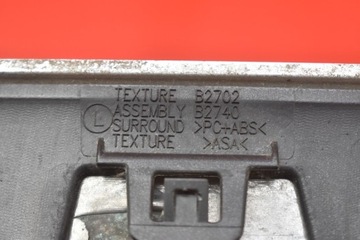 TEXTURE B2702
ASSEMBLY B2740
L SURROUND >PC+ABS<
TEXTURE >ASA<